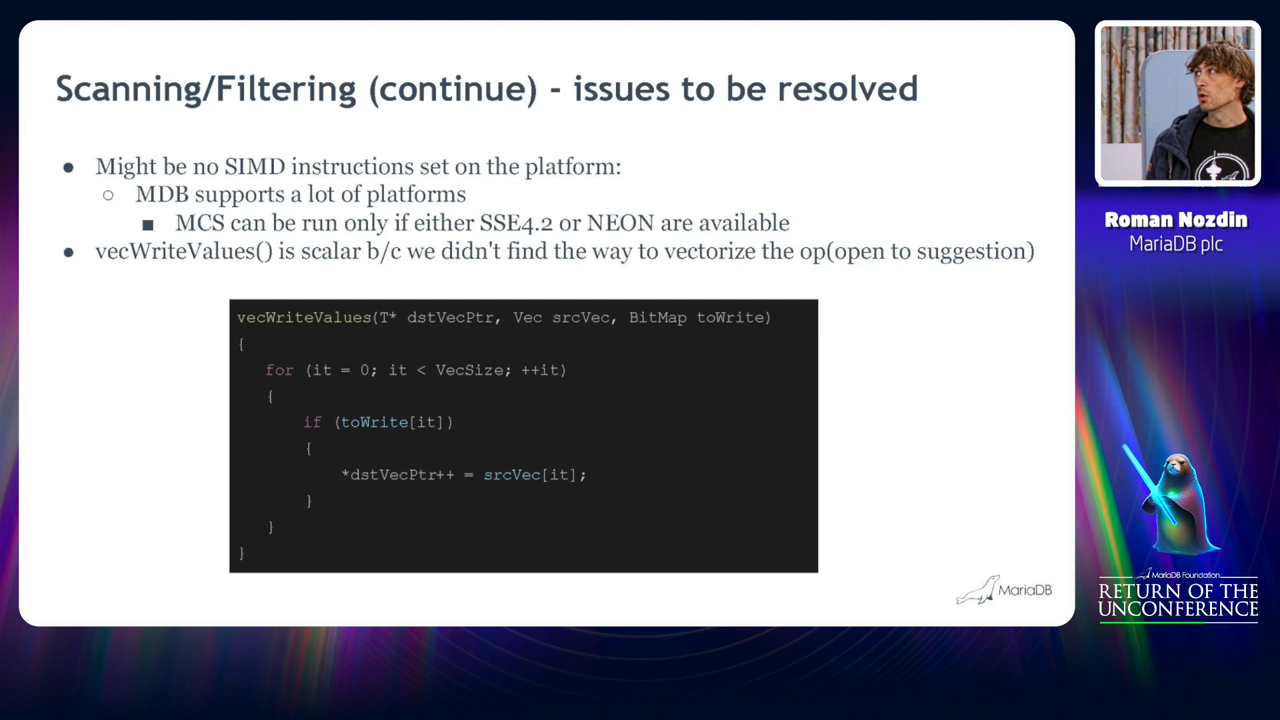 Scanning/Filtering (continue) - issues to be resolved
● Might be no SIMD instructions set on the platform:
○ MDB supports a lot of platforms
■ MCS can be run only if either SSE4.2 or NEON are available
● vecWriteValues() is scalar b/c we didn't find the way to vectorize the op(open to suggestion)
vecWriteValues(T* dstVecPtr, Vec srcVec, BitMap toWrite)
{
for (it = 0; it < VecSize; ++it)
{
if (toWrite[it])
{
*dstVecPtr++ = srcVec[it];
}
}
}
MariaDB
Roman Nozdin
MariaDB plc
MariaDB Foundation
RETURN OF THE
UNCONFERENCE